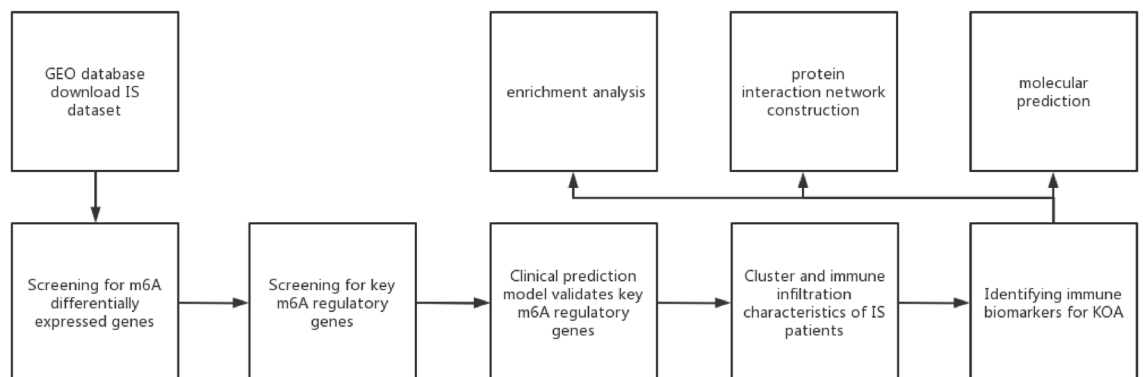 GEO database
download IS
dataset
enrichment analysis
protein
interaction network
construction
molecular
prediction
Screening for m6A
differentially
expressed genes
Screening for key
m6A regulatory
genes
Clinical prediction
model validates key
m6A regulatory
genes
Cluster and immune
infiltration
characteristics of IS
patients
Identifying immune
biomarkers for KOA